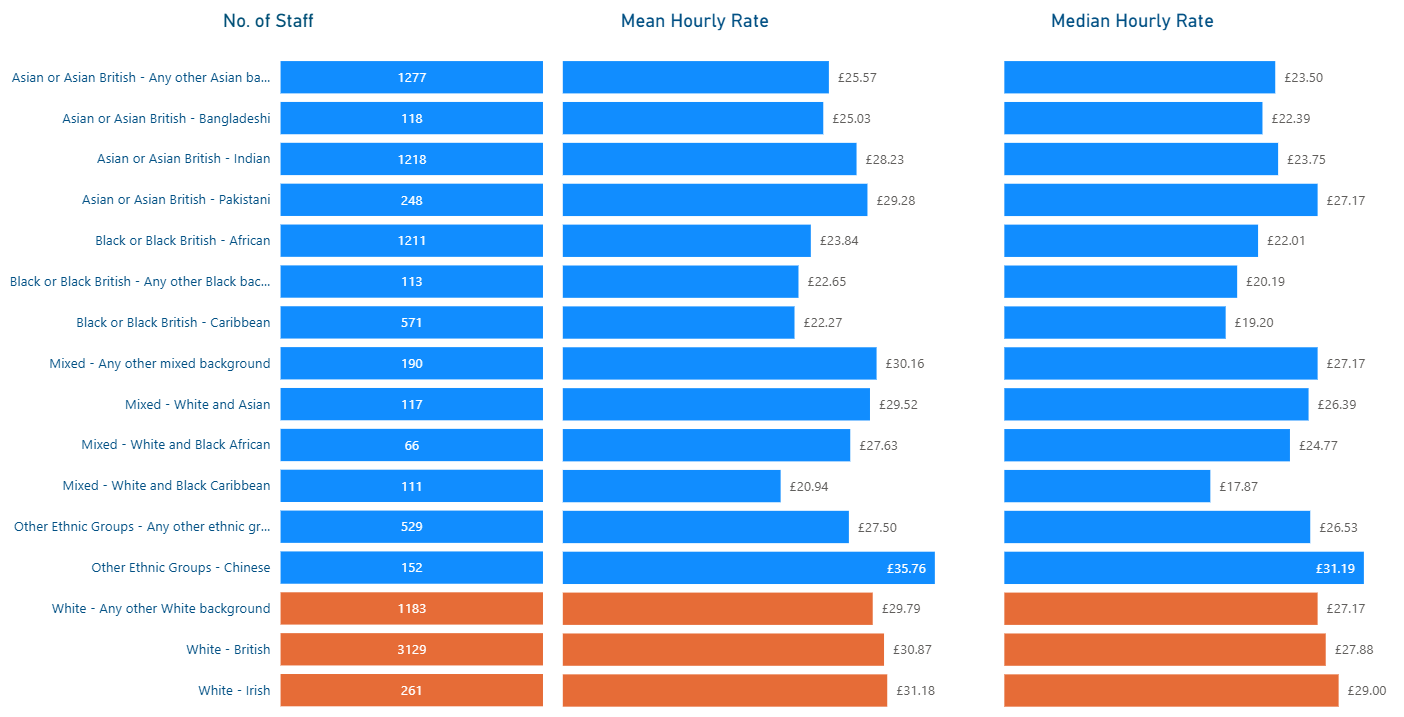 No. of Staff Mean Hourly Rate Median Hourly Rate
Asian or Asian British - Any other Asian ba... 1277 £25.57 £23.50
Asian or Asian British - Bangladeshi 118 £25.03 £22.39
Asian or Asian British - Indian 1218 £28.23 £23.75
Asian or Asian British - Pakistani 248 £29.28 £27.17
Black or Black British - African 1211 £23.84 £22.01
Black or Black British - Any other Black bac... 113 £22.65 £20.19
Black or Black British - Caribbean 571 £22.27 £19.20
Mixed - Any other mixed background 190 £30.16 £27.17
Mixed - White and Asian 117 £29.52 £26.39
Mixed - White and Black African 66 £27.63 £24.77
Mixed - White and Black Caribbean 111 £20.94 £17.87
Other Ethnic Groups - Any other ethnic gr... 529 £27.50 £26.53
Other Ethnic Groups - Chinese 152 £35.76 £31.19
White - Any other White background 1183 £29.79 £27.17
White - British 3129 £30.87 £27.88
White - Irish 261 £31.18 £29.00